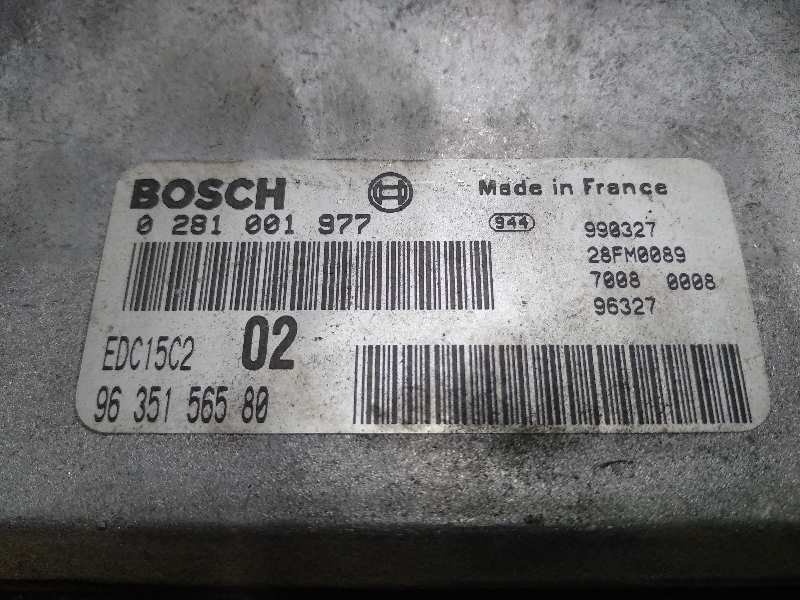 BOSCH
Made in France
0 281 001 977
944
990327
28FM0089
7008 0008
96327
EDC15C2
02
96 351 565 80